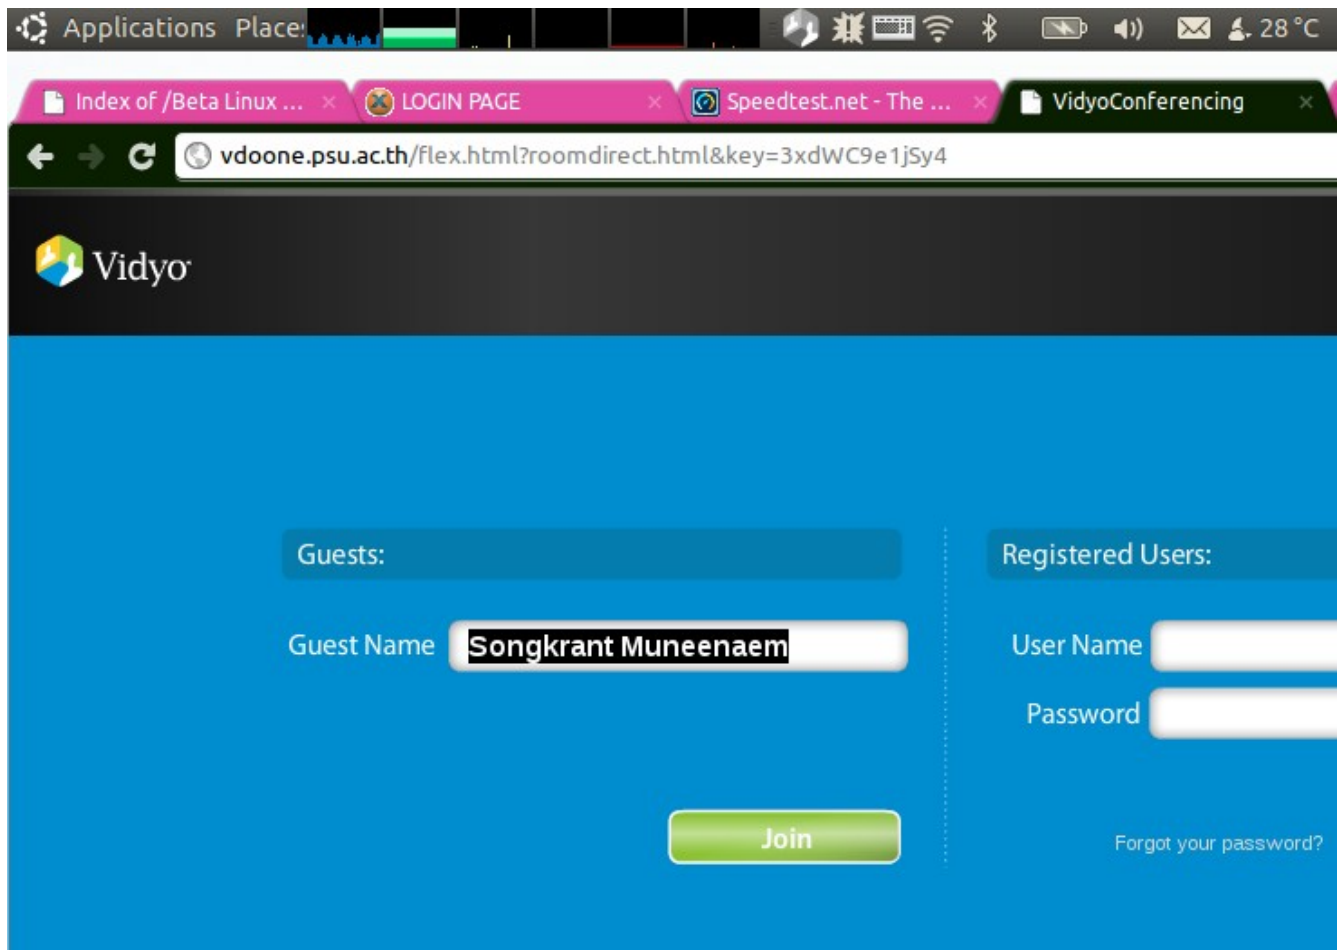 Applications Place: 28 °C
Index of /Beta Linux ... LOGIN PAGE Speedtest.net - The ... VidyoConferencing
vdoone.psu.ac.th/flex.html?roomdirect.html&key=3xdWC9e1jSy4
Vidyo
Guests: Registered Users:
Guest Name Songkrant Muneenaem User Name
Password
Join
Forgot your password?